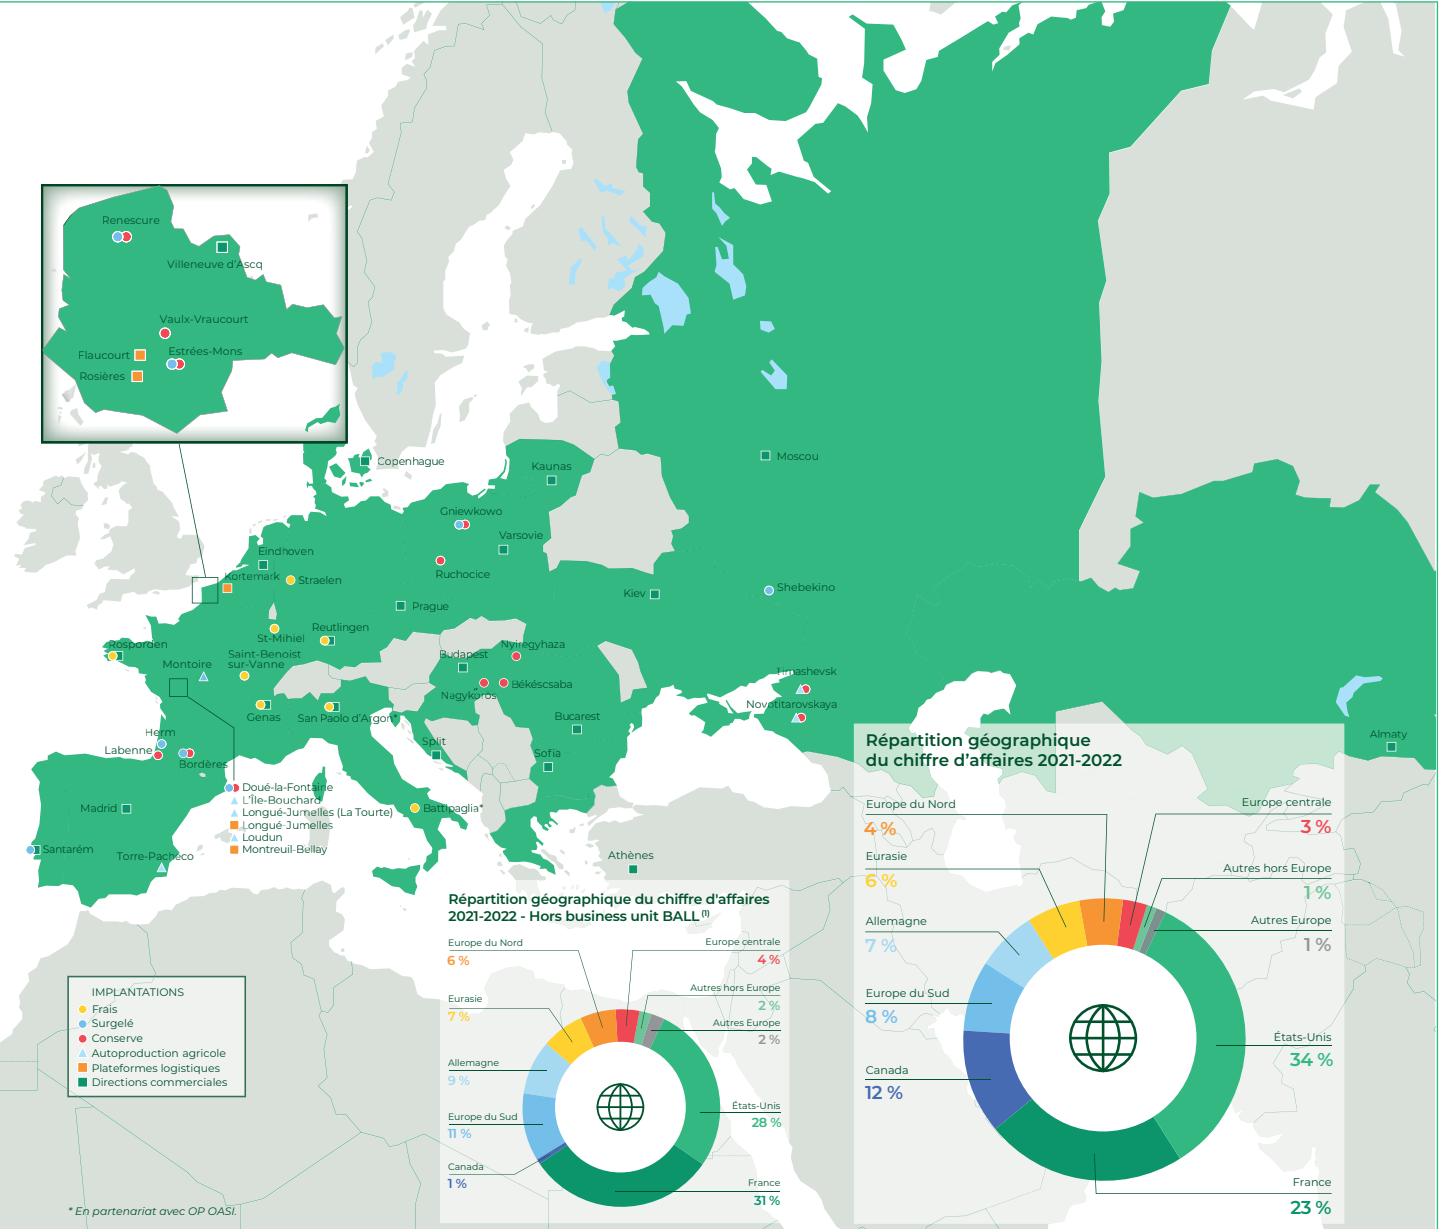 Renescure
Villeneuve d'Ascq
Vaulx-Vraucourt
Flaucourt
Estrées-Mons
Rosières
Copenhague
Kaunas
Moscou
Gniewkowo
Varsovie
Eindhoven
Kortemark
Straelen
Ruchocice
Kiev
Shebekino
Prague
Reutlingen
St-Mihiel
Rosporden
Saint-Benoist
sur-Vanne
Montoire
Nyiregyhaza
Budapest
Nagykőrös
Békéscsaba
Timashevsk
Novotitarovskaya
Genas
San Paolo d'Argon*
Bucarest
Herm
Labenne
Bordères
Split
Sofia
Almaty
Doué-la-Fontaine
L'Île-Bouchard
Longué-Jumelles (La Tourte)
Longué-Jumelles
Loudun
Montreuil-Bellay
Madrid
Battipaglia*
Santarém
Torre-Pacheco
Athènes
Répartition géographique
du chiffre d'affaires 2021-2022
Europe du Nord
4 %
Europe centrale
3 %
Eurasie
6 %
Autres hors Europe
1 %
Allemagne
7 %
Autres Europe
1 %
Europe du Sud
8 %
États-Unis
34 %
Canada
12 %
France
23 %
Répartition géographique du chiffre d'affaires
2021-2022 - Hors business unit BALL (1)
Europe du Nord
6 %
Europe centrale
4 %
Eurasie
7 %
Autres hors Europe
2 %
Autres Europe
2 %
Allemagne
9 %
Europe du Sud
11 %
États-Unis
28 %
Canada
1 %
France
31 %
IMPLANTATIONS
Frais
Surgelé
Conserve
Autoproduction agricole
Plateformes logistiques
Directions commerciales
* En partenariat avec OP OASI.